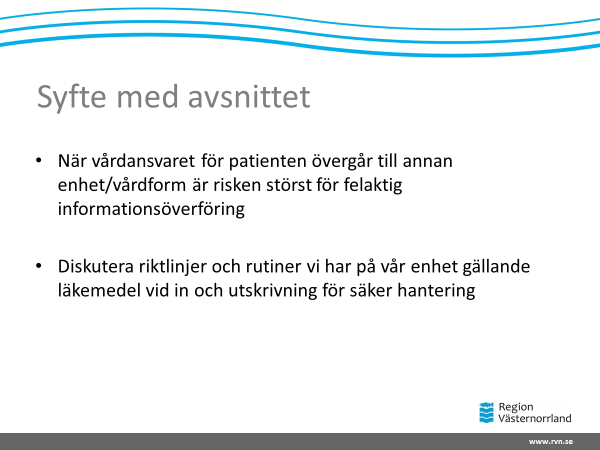 Syfte med avsnittet
• När vårdansvaret för patienten övergår till annan
enhet/vårdform är risken störst för felaktig
informationsöverföring
• Diskutera riktlinjer och rutiner vi har på vår enhet gällande
läkemedel vid in och utskrivning för säker hantering
Region
Västernorrland
www.rvn.se